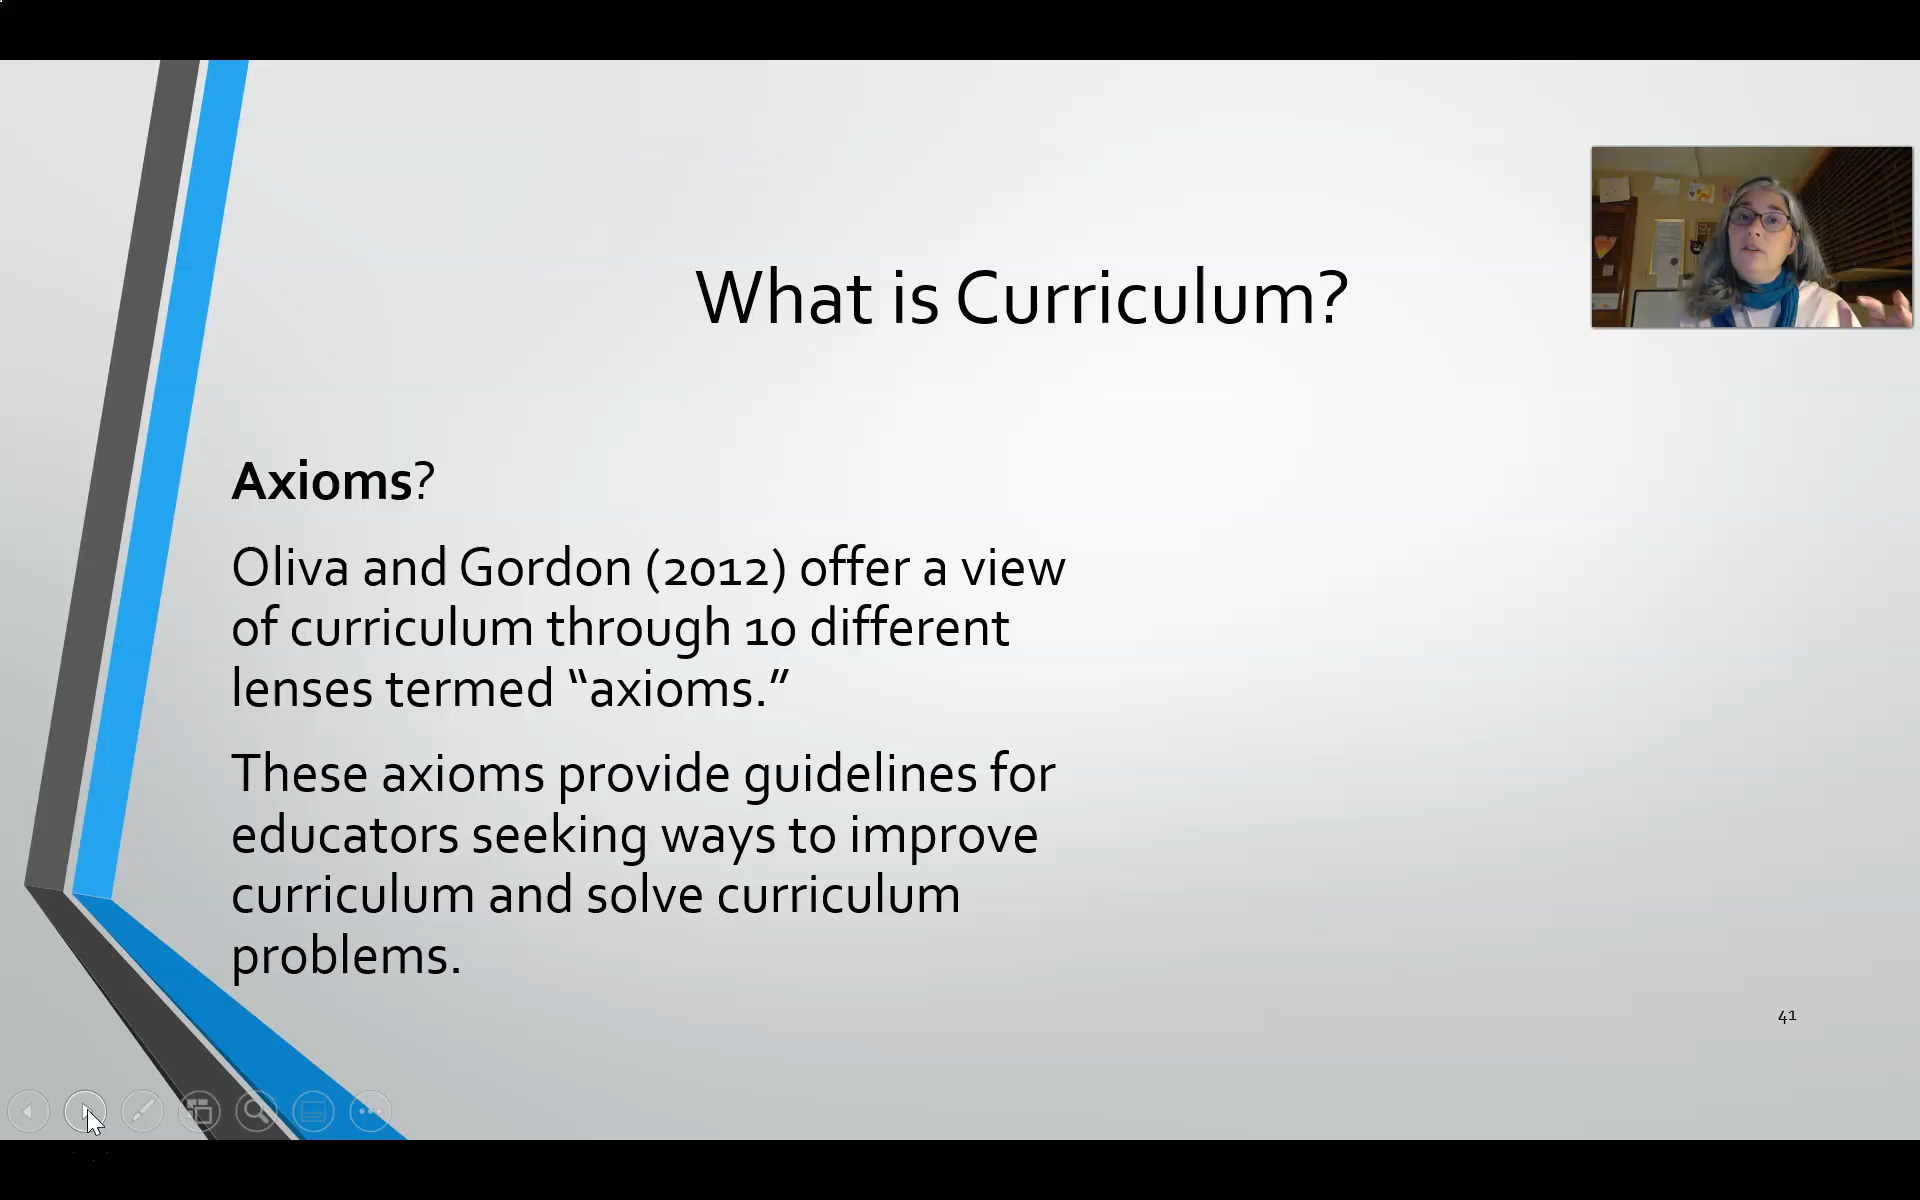 What is Curriculum?
Axioms?
Oliva and Gordon (2012) offer a view
of curriculum through 10 different
lenses termed “axioms.”
These axioms provide guidelines for
educators seeking ways to improve
curriculum and solve curriculum
problems.
41